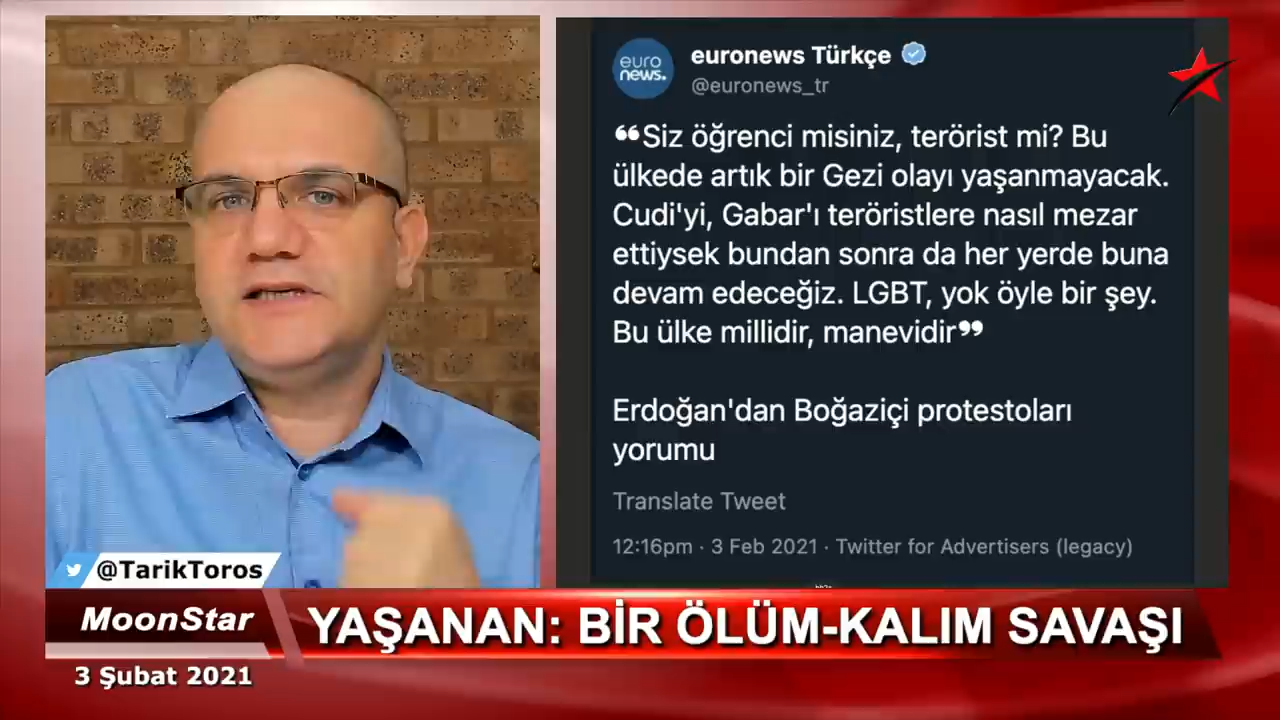 euro
news.
euronews Türkçe
@euronews_tr
❝Siz öğrenci misiniz, terörist mi? Bu
ülkede artık bir Gezi olayı yaşanmayacak.
Cudi'yi, Gabar'ı teröristlere nasıl mezar
ettiysek bundan sonra da her yerde buna
devam edeceğiz. LGBT, yok öyle bir şey.
Bu ülke millidir, manevidir❞
Erdoğan'dan Boğaziçi protestoları
yorumu
Translate Tweet
12:16pm · 3 Feb 2021 · Twitter for Advertisers (legacy)
@TarikToros
MoonStar
YAŞANAN: BİR ÖLÜM-KALIM SAVAŞI
3 Şubat 2021